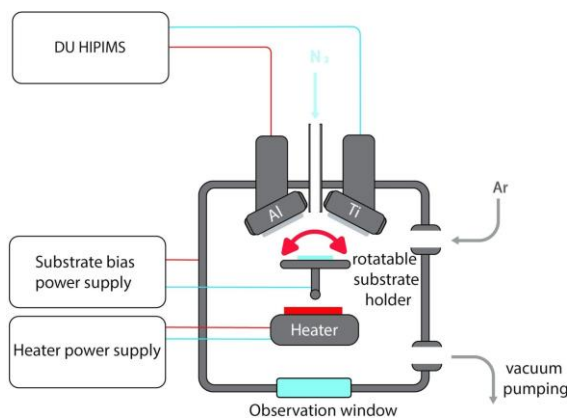 DU HIPIMS
N₂
Al
Ti
Ar
Substrate bias
power supply
rotatable
substrate
holder
Heater
Heater power supply
vacuum
pumping
Observation window